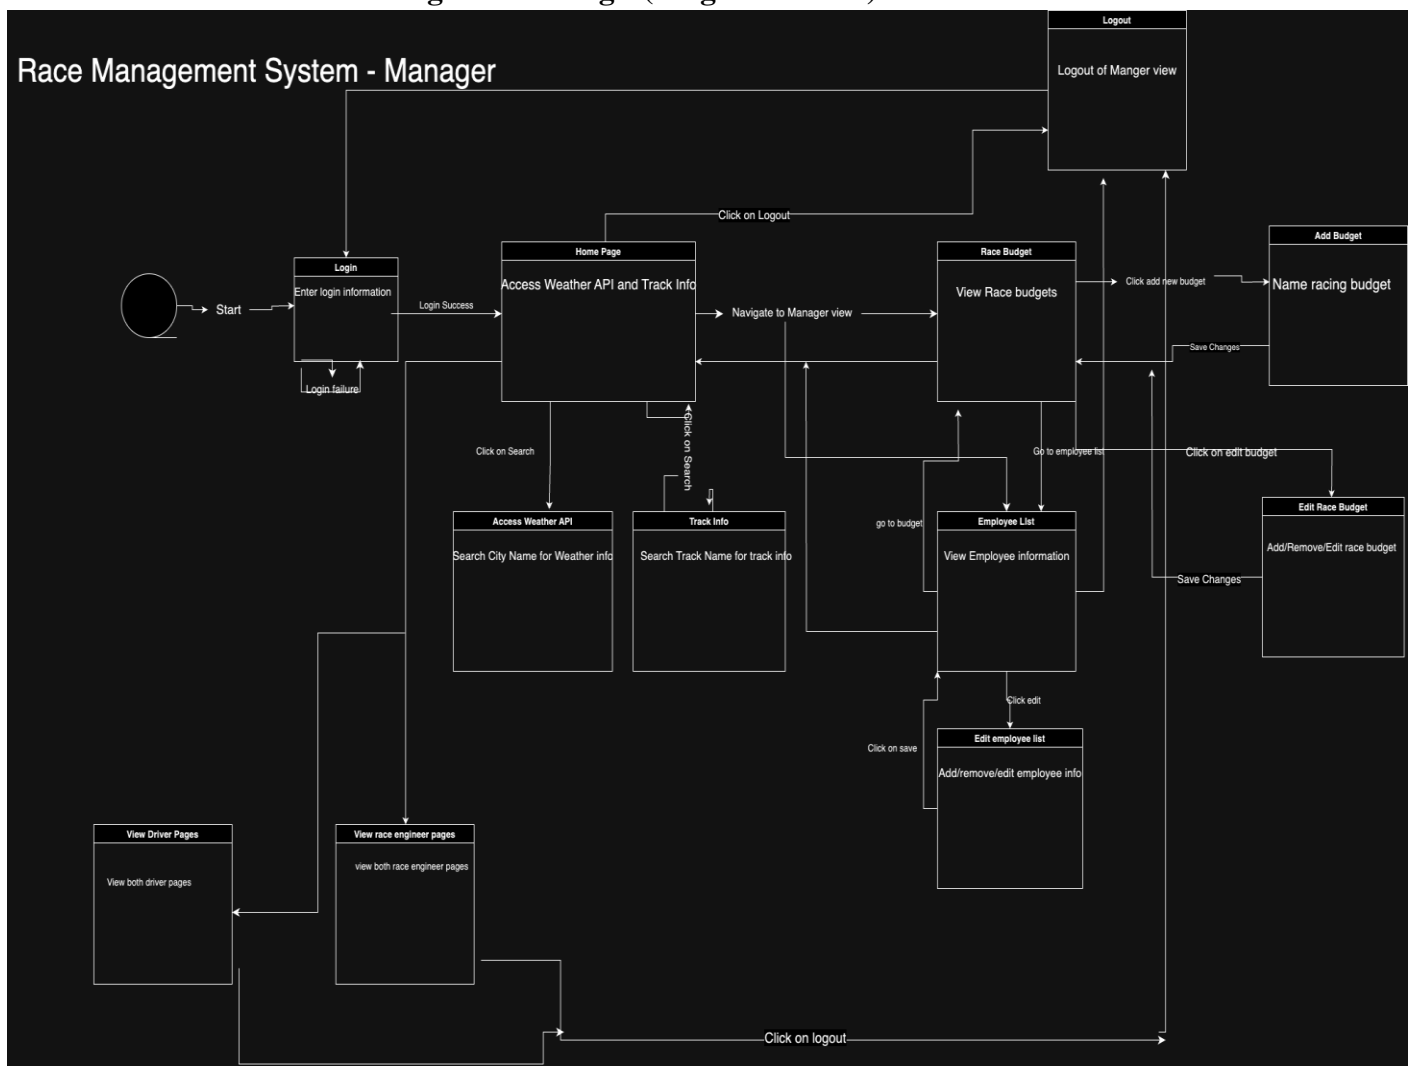 Logout
Logout of Manger view
Race Management System - Manager
Click on Logout
Add Budget
Name racing budget
Home Page
Access Weather API and Track Info
Race Budget
View Race budgets
Click add new budget
Login
Enter login information
Start
Login Success
Navigate to Manager view
Save Changes
Login failure
Click on Search
Click on Search
Go to employee list
Click on edit budget
Edit Race Budget
Add/Remove/Edit race budget
Access Weather API
Search City Name for Weather info
Track Info
Search Track Name for track info
go to budget
Employee List
View Employee information
Save Changes
Click edit
Click on save
Edit employee list
Add/remove/edit employee info
View Driver Pages
View both driver pages
View race engineer pages
view both race engineer pages
Click on logout